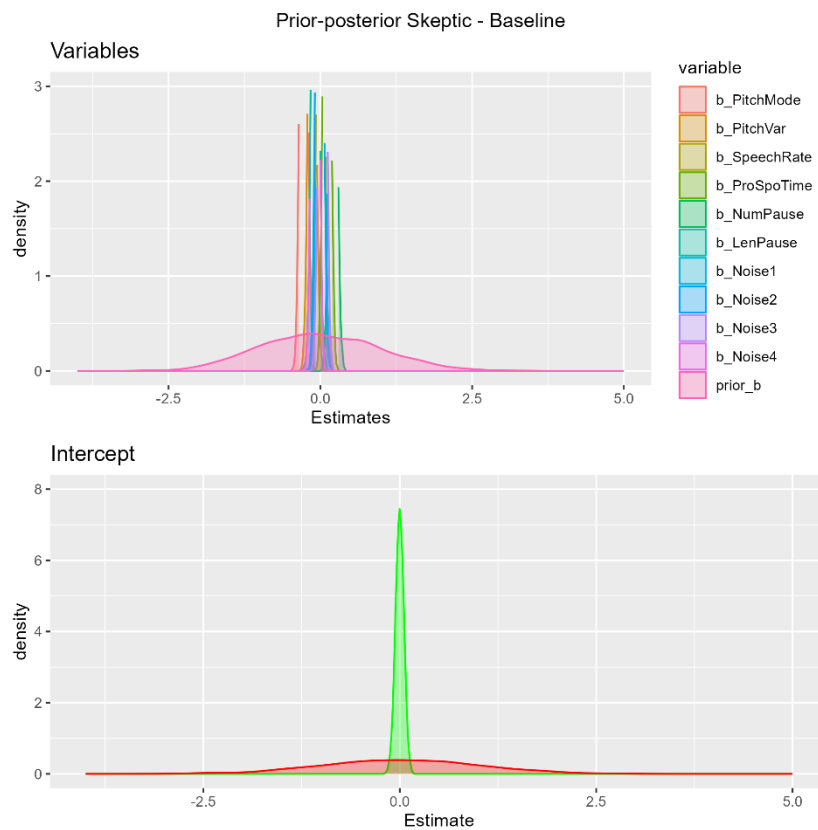 Prior-posterior Skeptic - Baseline
Variables
3
2
1
0
density
-2.5 0.0 2.5 5.0
Estimates
variable
b_PitchMode
b_PitchVar
b_SpeechRate
b_ProSpoTime
b_NumPause
b_LenPause
b_Noise1
b_Noise2
b_Noise3
b_Noise4
prior_b
Intercept
8
6
4
2
0
density
-2.5 0.0 2.5 5.0
Estimate